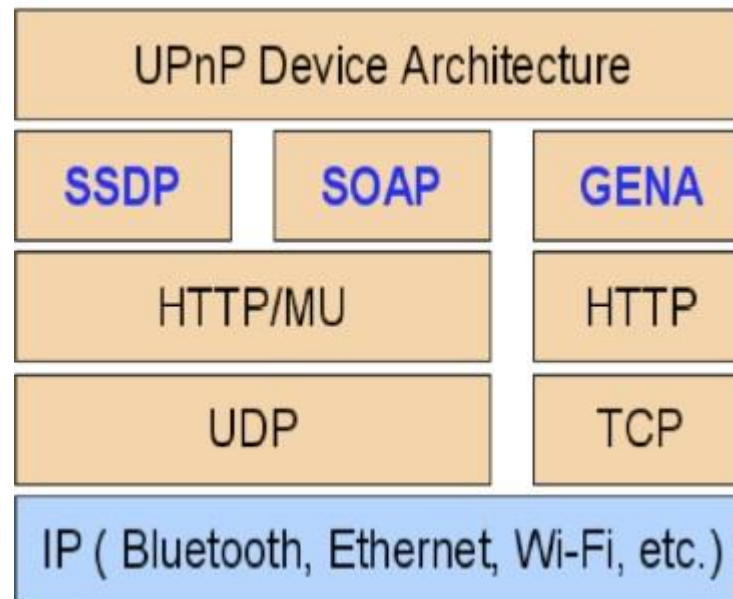 UPnP Device Architecture
SSDP SOAP GENA
HTTP/MU HTTP
UDP TCP
IP ( Bluetooth, Ethernet, Wi-Fi, etc.)